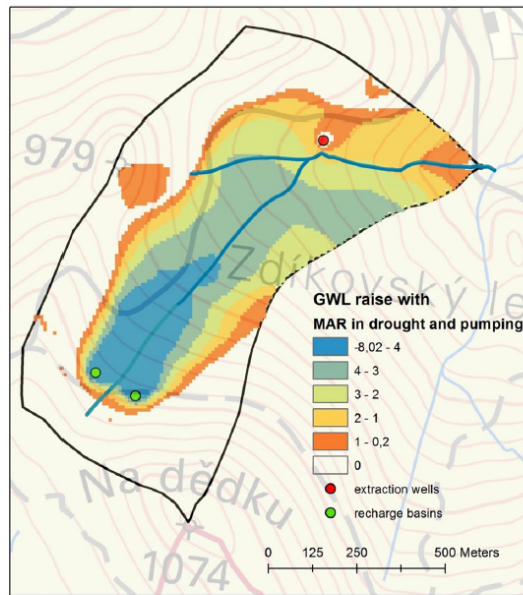 979
Zdíkovský le
GWL raise with
MAR in drought and pumping
-8,02 - 4
4 - 3
3 - 2
2 - 1
1 - 0,2
0
extraction wells
recharge basins
Na dědku
1074
0 125 250 500 Meters